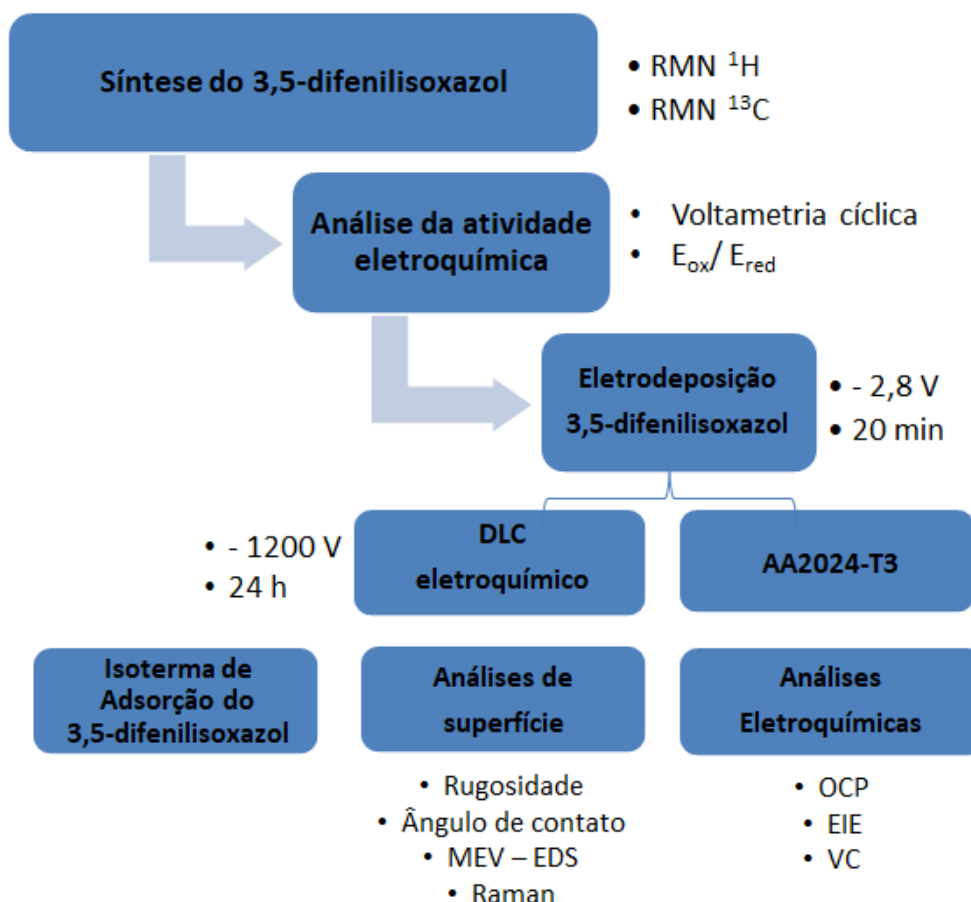 Síntese do 3,5-difenilisoxazol
• RMN ¹H
• RMN ¹³C
Análise da atividade
eletroquímica
• Voltametria cíclica
• Eox/ Ered
Eletrodeposição
3,5-difenilisoxazol
• - 2,8 V
• 20 min
• - 1200 V
• 24 h
DLC
eletroquímico
AA2024-T3
Isoterma de
Adsorção do
3,5-difenilisoxazol
Análises de
superfície
Análises
Eletroquímicas
• Rugosidade
• Ângulo de contato
• MEV – EDS
• Raman
• OCP
• EIE
• VC